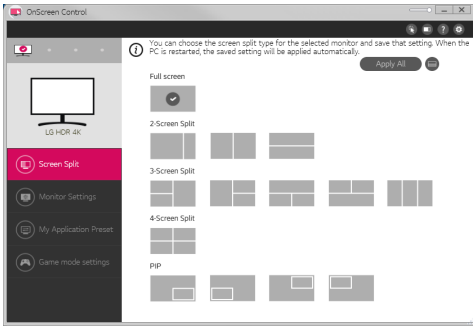 OnScreen Control
You can choose the screen split type for the selected monitor and save that setting. When the
PC is restarted, the saved setting will be applied automatically.
Apply All
Full screen
LG HDR 4K
2-Screen Split
Screen Split
3-Screen Split
Monitor Settings
My Application Preset
4-Screen Split
Game mode settings
PIP